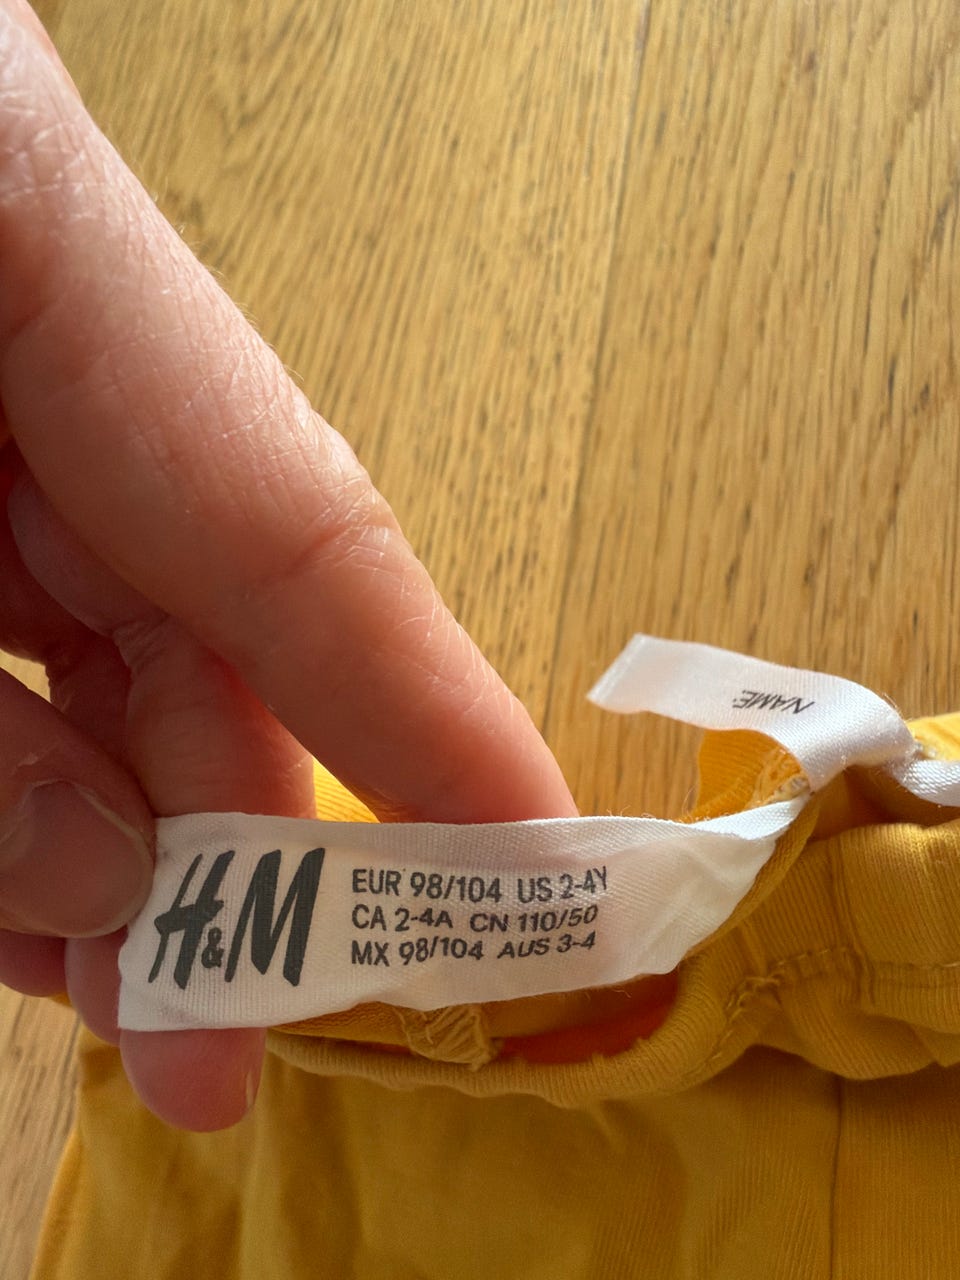 NAME:
H&M
EUR 98/104 US 2-4Y
CA 2-4A CN 110/50
MX 98/104 AUS 3-4